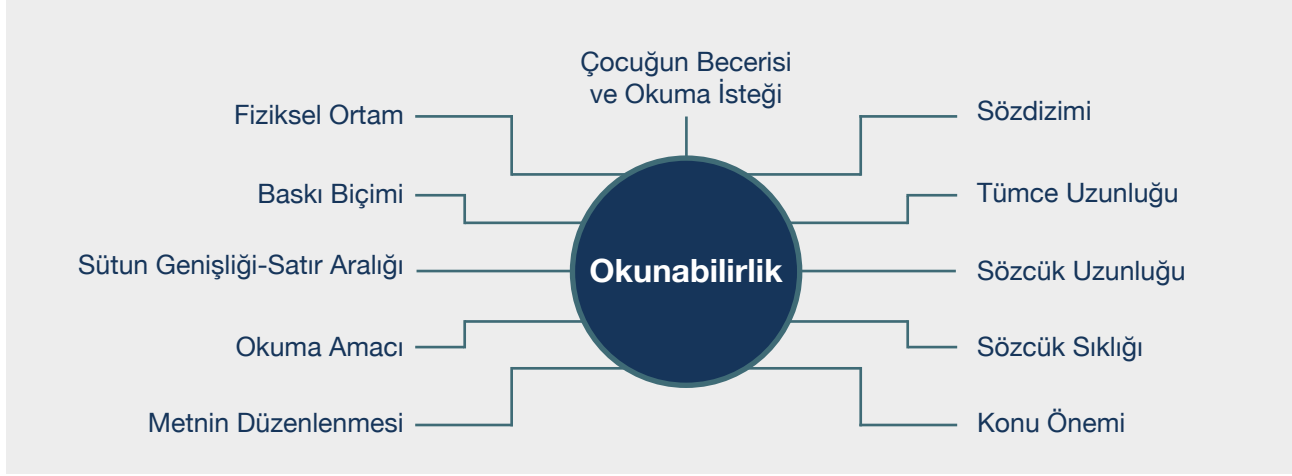 Çocuğun Becerisi
ve Okuma İsteği
Fiziksel Ortam
Baskı Biçimi
Sütun Genişliği-Satır Aralığı
Okuma Amacı
Metnin Düzenlenmesi
Okunabilirlik
Sözdizimi
Tümce Uzunluğu
Sözcük Uzunluğu
Sözcük Sıklığı
Konu Önemi